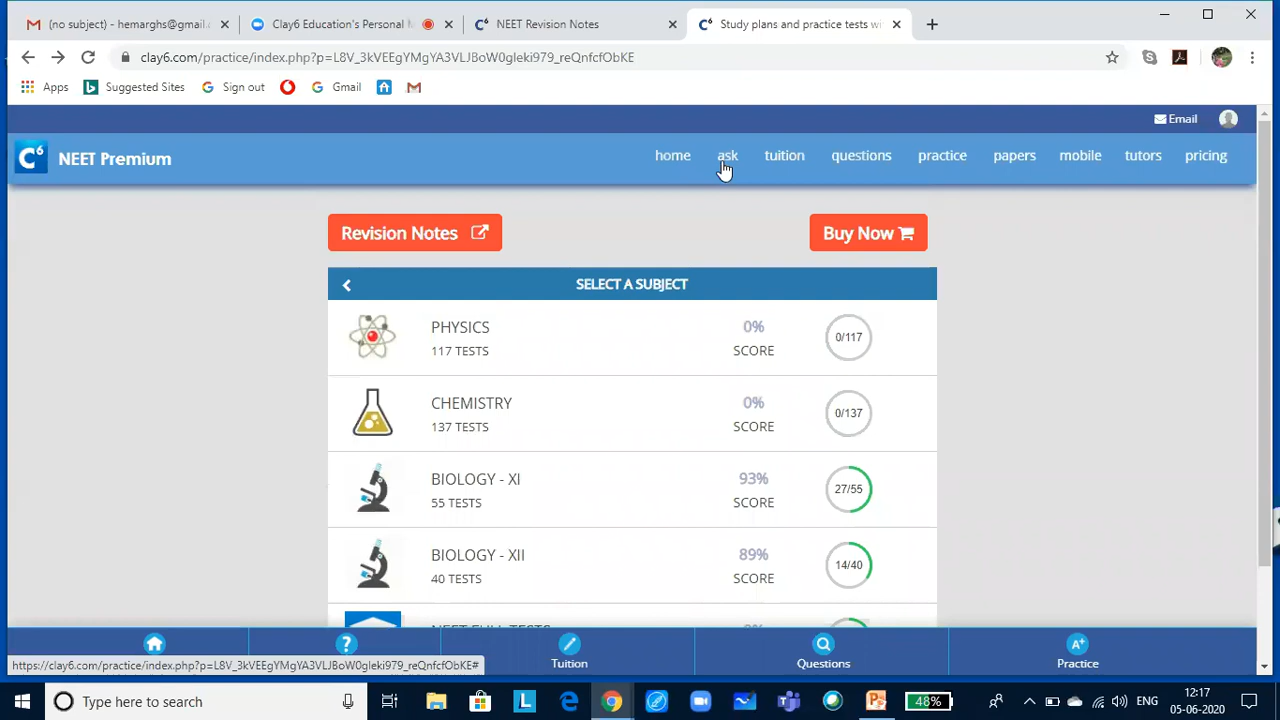 (no subject) - hemarghs@gmail.
Clay6 Education's Personal M
NEET Revision Notes
Study plans and practice tests wi
clay6.com/practice/index.php?p=L8V_3kVEEgYMgYA3VLJBoW0gleki979_reQnfcfObKE
Apps
Suggested Sites
Sign out
Gmail
Email
C6
NEET Premium
home
ask
tuition
questions
practice
papers
mobile
tutors
pricing
Revision Notes
Buy Now
SELECT A SUBJECT
PHYSICS
117 TESTS
0%
SCORE
0/117
CHEMISTRY
137 TESTS
0%
SCORE
0/137
BIOLOGY - XI
55 TESTS
93%
SCORE
27/55
BIOLOGY - XII
40 TESTS
89%
SCORE
14/40
Tuition
Questions
A+
Practice
https://clay6.com/practice/index.php?p=L8V_3kVEEgYMgYA3VLJBoW0gleki979_reQnfcfObKE#
Type here to search
48%
ENG
12:17
05-06-2020